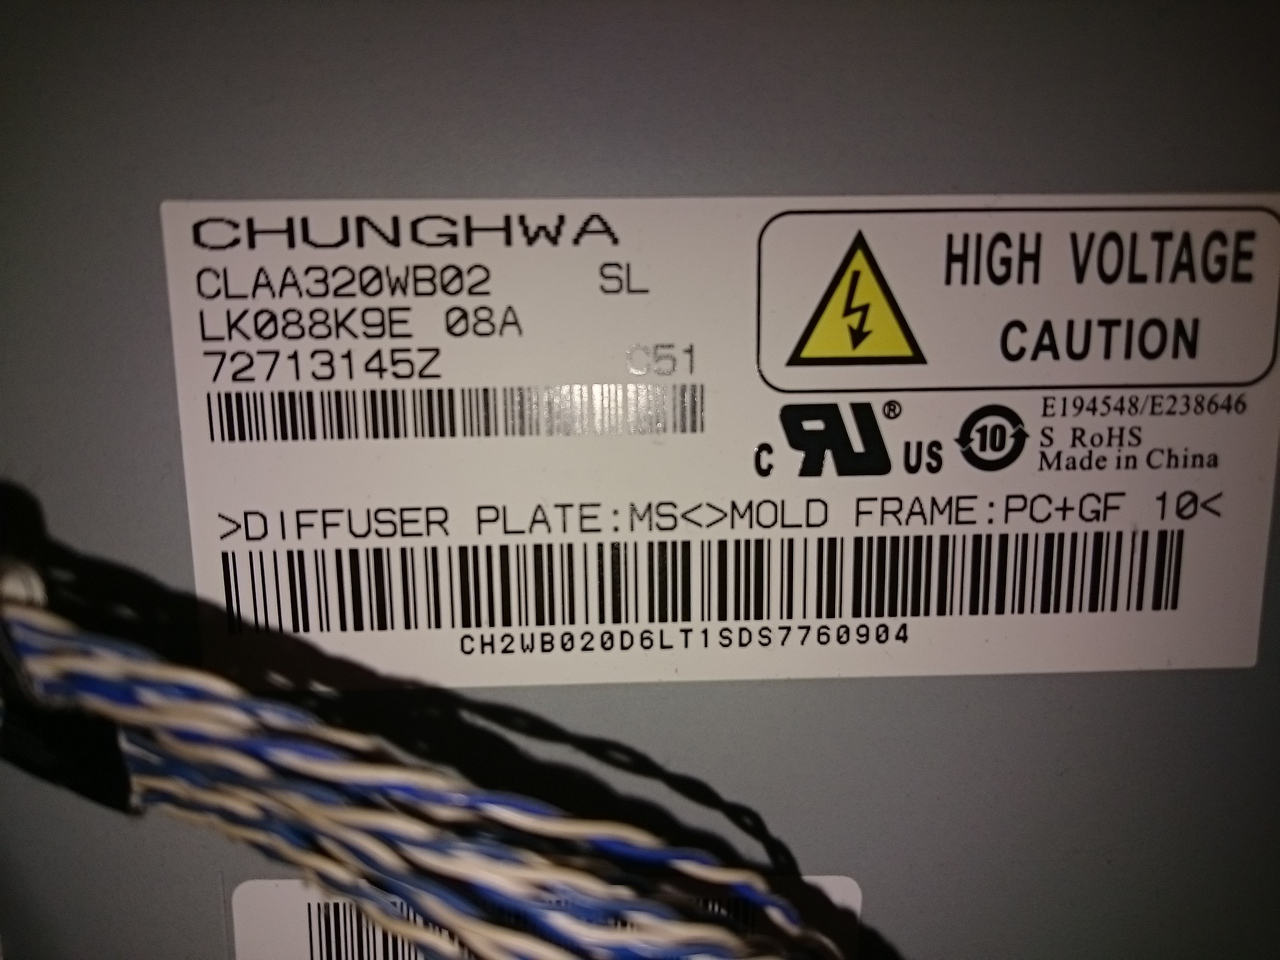 CHUNGHWA
CLAA320WB02 SL
LK088K9E 08A
72713145Z C51
HIGH VOLTAGE
CAUTION
c RU ® US
10
E194548/E238646
S RoHS
Made in China
>DIFFUSER PLATE:MS<>MOLD FRAME:PC+GF 10<
CH2WB020D6LT1SDS7760904